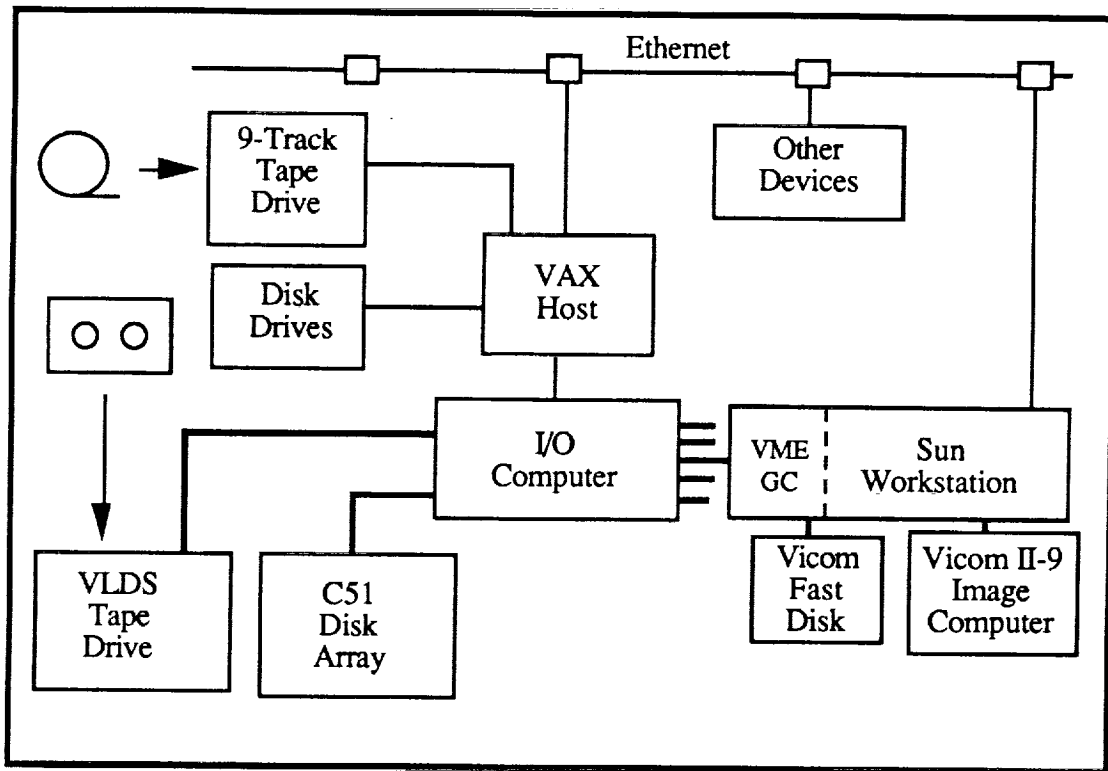 Ethernet
9-Track
Tape
Drive
Other
Devices
VAX
Host
Disk
Drives
I/O
Computer
VME
GC
Sun
Workstation
VLDS
Tape
Drive
C51
Disk
Array
Vicom
Fast
Disk
Vicom II-9
Image
Computer